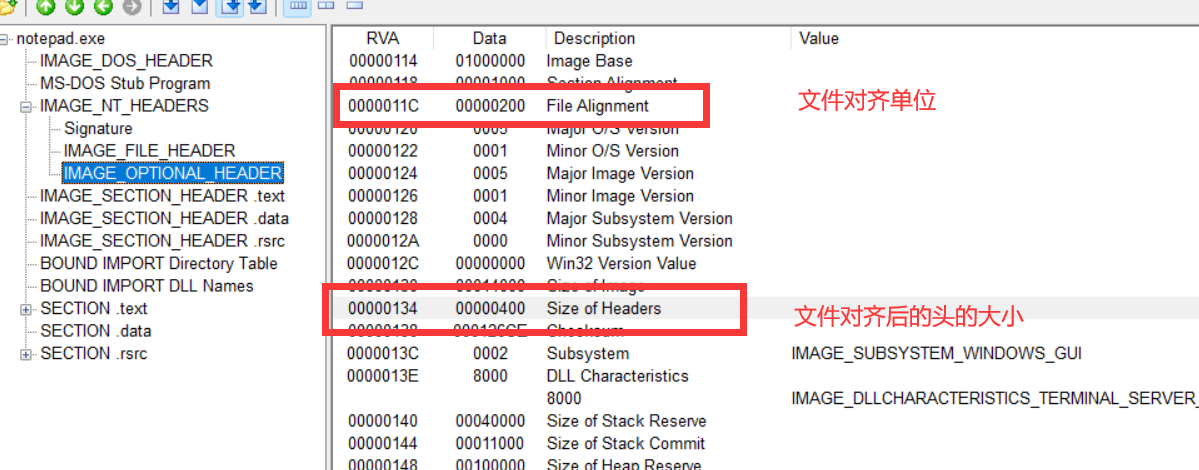 notepad.exe
IMAGE_DOS_HEADER
MS-DOS Stub Program
IMAGE_NT_HEADERS
Signature
IMAGE_FILE_HEADER
IMAGE_OPTIONAL_HEADER
IMAGE_SECTION_HEADER .text
IMAGE_SECTION_HEADER .data
IMAGE_SECTION_HEADER .rsrc
BOUND IMPORT Directory Table
BOUND IMPORT DLL Names
SECTION .text
SECTION .data
SECTION .rsrc
RVA Data Description Value
00000114 01000000 Image Base
00000118 00001000 Section Alignment
0000011C 00000200 File Alignment 文件对齐单位
00000120 0005 Major O/S Version
00000122 0001 Minor O/S Version
00000124 0005 Major Image Version
00000126 0001 Minor Image Version
00000128 0004 Major Subsystem Version
0000012A 0000 Minor Subsystem Version
0000012C 00000000 Win32 Version Value
00000130 00014000 Size of Image
00000134 00000400 Size of Headers 文件对齐后的头的大小
00000138 000126CE Checksum
0000013C 0002 Subsystem IMAGE_SUBSYSTEM_WINDOWS_GUI
0000013E 8000 DLL Characteristics
8000 IMAGE_DLLCHARACTERISTICS_TERMINAL_SERVER_
00000140 00040000 Size of Stack Reserve
00000144 00011000 Size of Stack Commit
00000148 00100000 Size of Heap Reserve